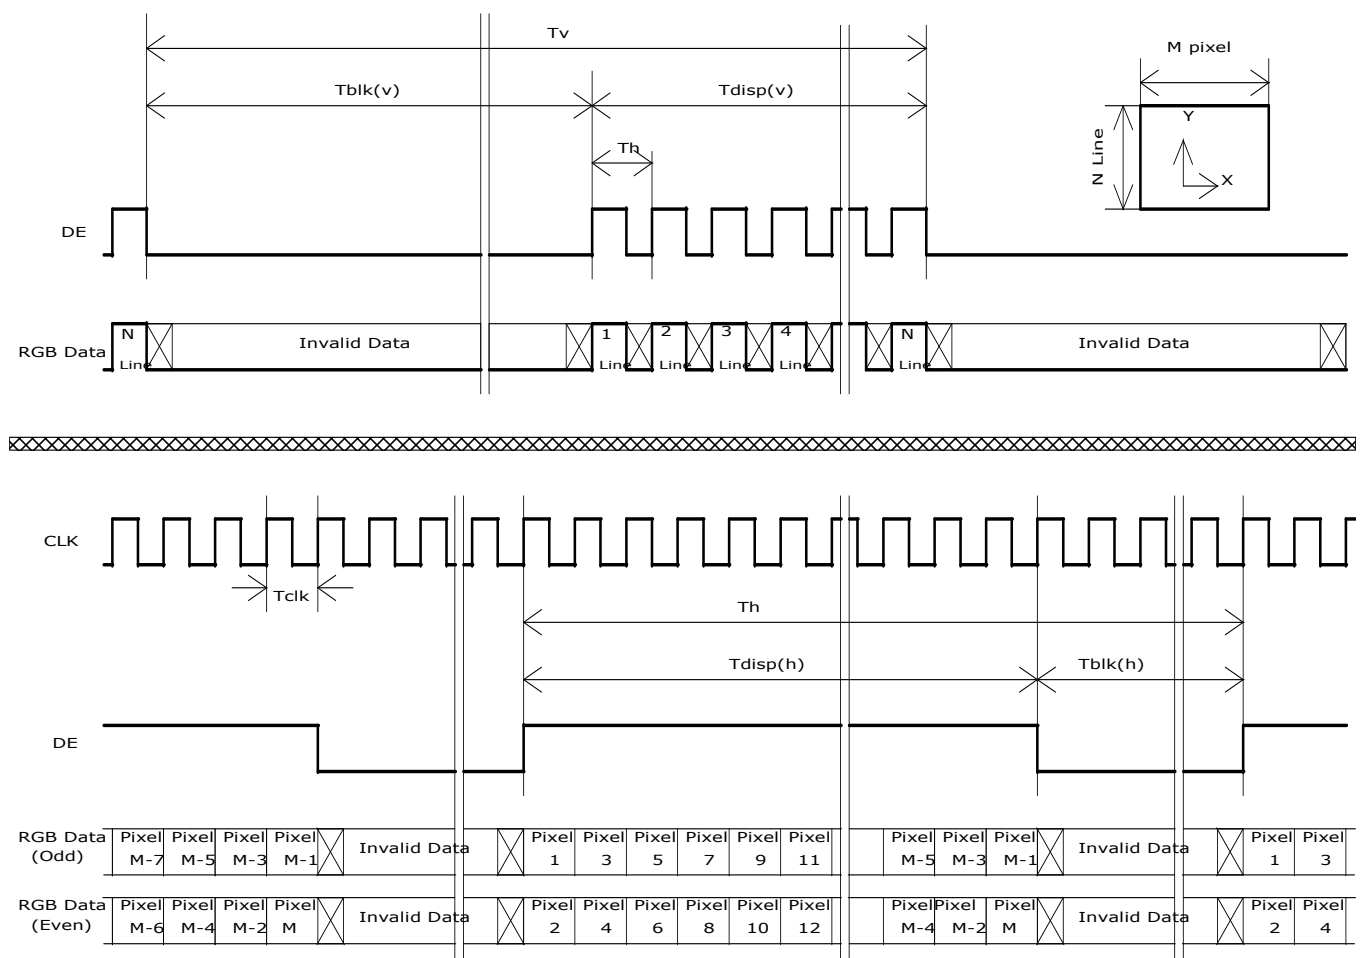 Tv
M pixel
Tblk(v) Tdisp(v)
Y
Th
N Line
X
DE
N 1 2 3 4 N
RGB Data Invalid Data Invalid Data
Line Line Line Line Line Line
CLK
Tclk
Th
Tdisp(h) Tblk(h)
DE
RGB Data Pixel Pixel Pixel Pixel Invalid Data Pixel Pixel Pixel Pixel Pixel Pixel Pixel Pixel Pixel Invalid Data Pixel Pixel
(Odd) M-7 M-5 M-3 M-1 1 3 5 7 9 11 M-5 M-3 M-1 1 3
RGB Data Pixel Pixel Pixel Pixel Invalid Data Pixel Pixel Pixel Pixel Pixel Pixel Pixel Pixel Pixel Invalid Data Pixel Pixel
(Even) M-6 M-4 M-2 M 2 4 6 8 10 12 M-4 M-2 M 2 4